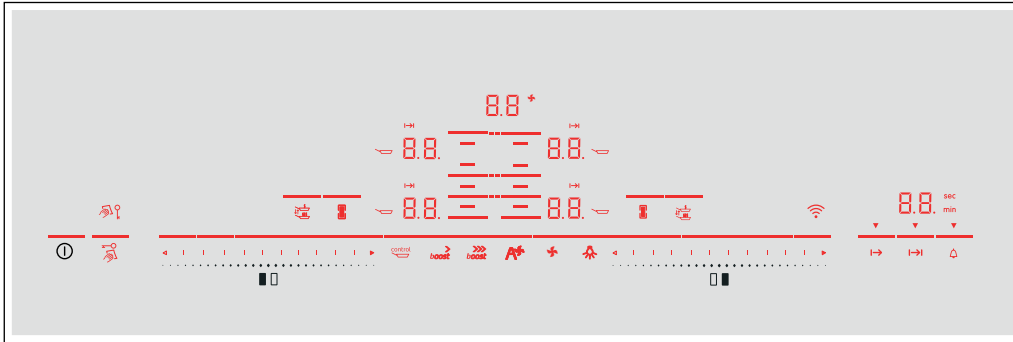 8.8.
8.8. 8.8.
8.8. 8.8. 8.8. sec
min
control boost boost A